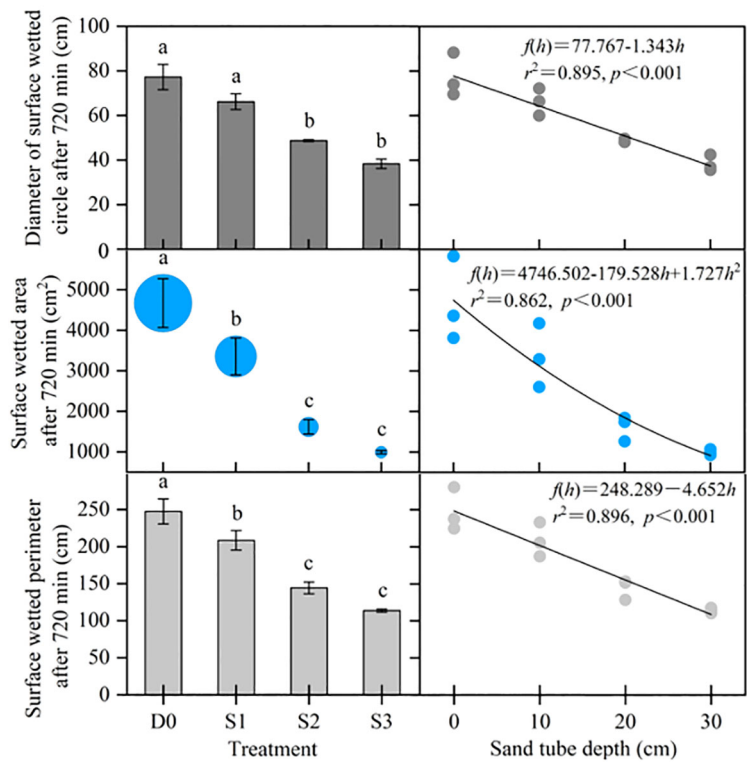 Diameter of surface wetted
circle after 720 min (cm)
100
80
60
40
20
0
a
a
b
b
f(h)=77.767-1.343h
r²=0.895, p<0.001
Surface wetted area
after 720 min (cm²)
5000
4000
3000
2000
1000
a
b
c
c
f(h)=4746.502-179.528h+1.727h²
r²=0.862, p<0.001
Surface wetted perimeter
after 720 min (cm)
250
200
150
100
50
0
a
b
c
c
f(h)=248.289−4.652h
r²=0.896, p<0.001
D0 S1 S2 S3
Treatment
0 10 20 30
Sand tube depth (cm)